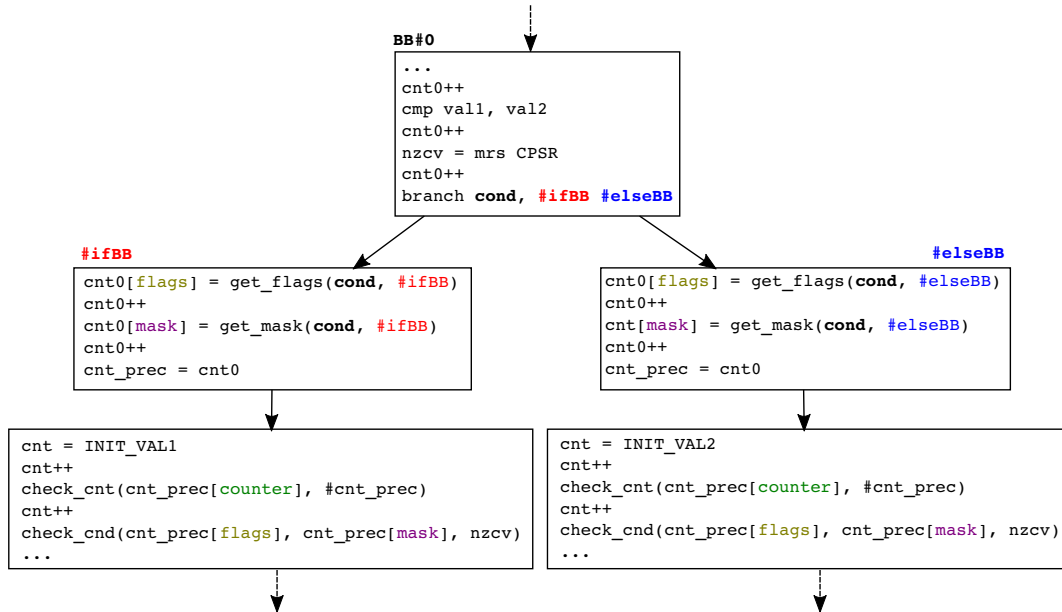 BB#0
...
cnt0++
cmp val1, val2
cnt0++
nzcv = mrs CPSR
cnt0++
branch cond, #ifBB #elseBB
#ifBB
cnt0[flags] = get_flags(cond, #ifBB)
cnt0++
cnt0[mask] = get_mask(cond, #ifBB)
cnt0++
cnt_prec = cnt0
#elseBB
cnt0[flags] = get_flags(cond, #elseBB)
cnt0++
cnt[mask] = get_mask(cond, #elseBB)
cnt0++
cnt_prec = cnt0
cnt = INIT_VAL1
cnt++
check_cnt(cnt_prec[counter], #cnt_prec)
cnt++
check_cnd(cnt_prec[flags], cnt_prec[mask], nzcv)
...
cnt = INIT_VAL2
cnt++
check_cnt(cnt_prec[counter], #cnt_prec)
cnt++
check_cnd(cnt_prec[flags], cnt_prec[mask], nzcv)
...